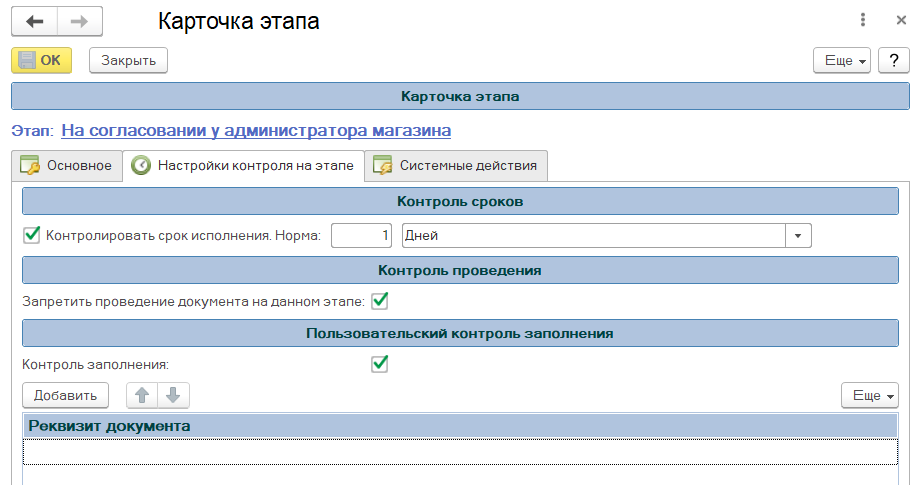 Карточка этапа
OK Закрыть Еще ?
Карточка этапа
Этап: На согласовании у администратора магазина
Основное Настройки контроля на этапе Системные действия
Контроль сроков
Контролировать срок исполнения. Норма: 1 Дней
Контроль проведения
Запретить проведение документа на данном этапе:
Пользовательский контроль заполнения
Контроль заполнения:
Добавить Еще
Реквизит документа